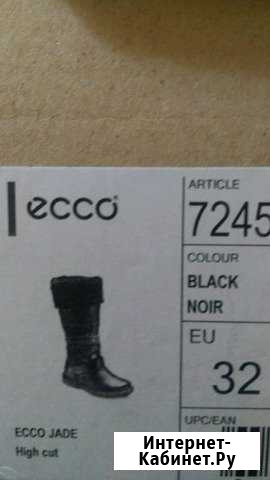 ecco
ARTICLE
7245
COLOUR
BLACK
NOIR
EU
32
UPC/EAN
ECCO JADE
High cut
Интернет-
Кабинет.Ру